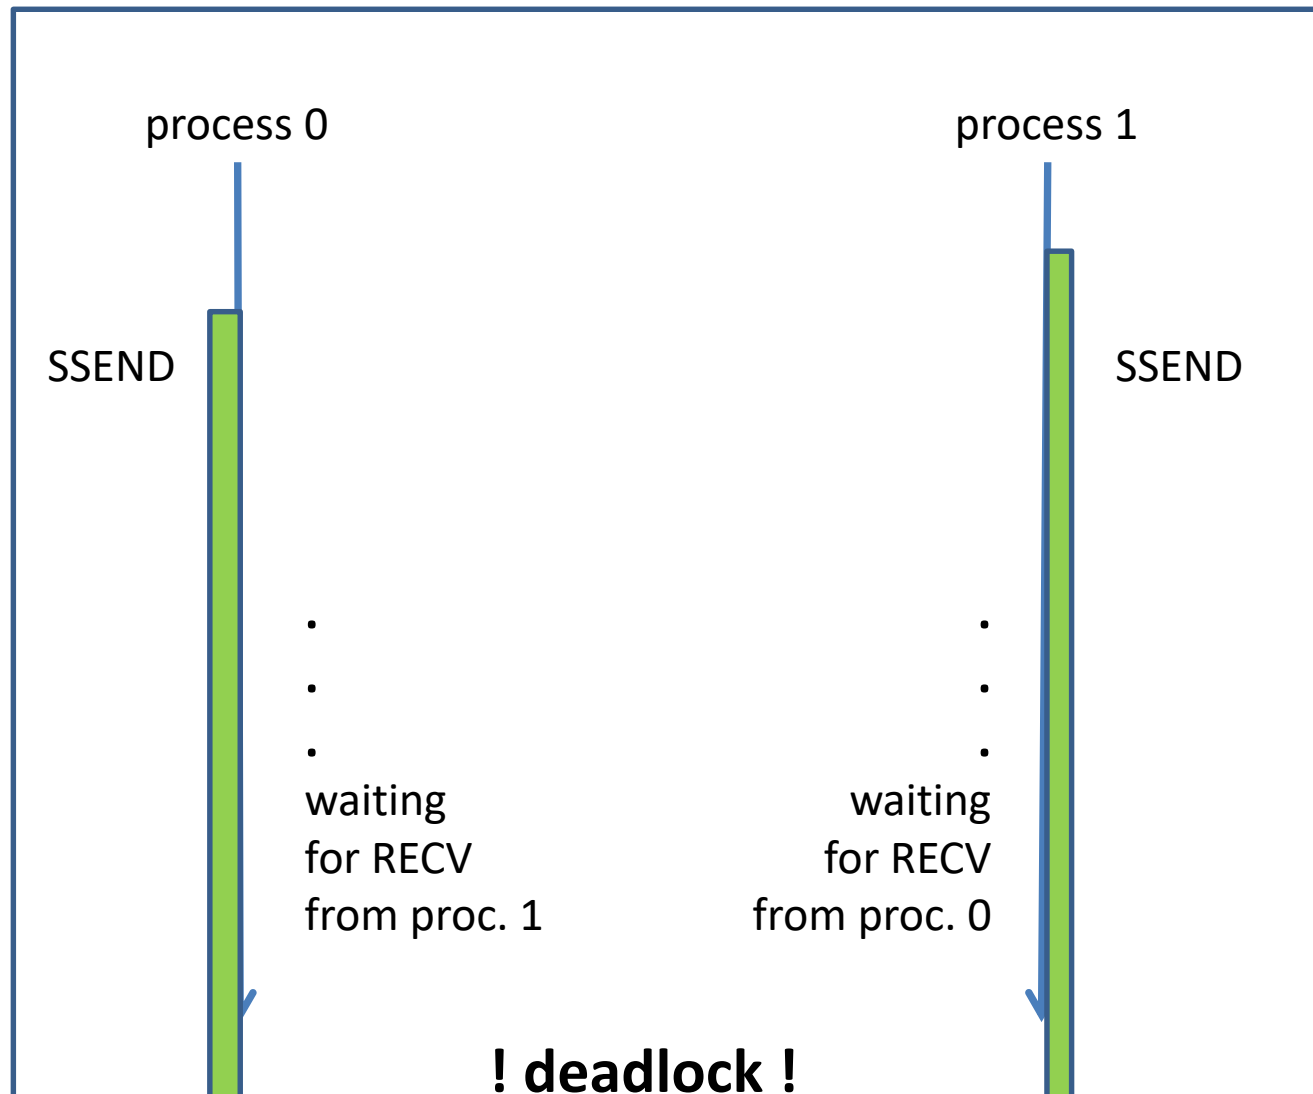 process 0
process 1
SSEND
SSEND
.
.
.
waiting
for RECV
from proc. 1
.
.
.
waiting
for RECV
from proc. 0
! deadlock !